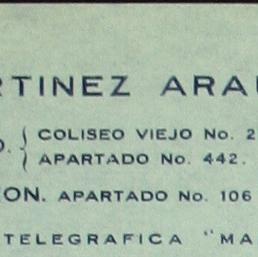 RTINEZ ARAU
O. { COLISEO VIEJO No. 2
APARTADO No. 442.
ON. APARTADO No. 106
TELEGRAFICA "MA